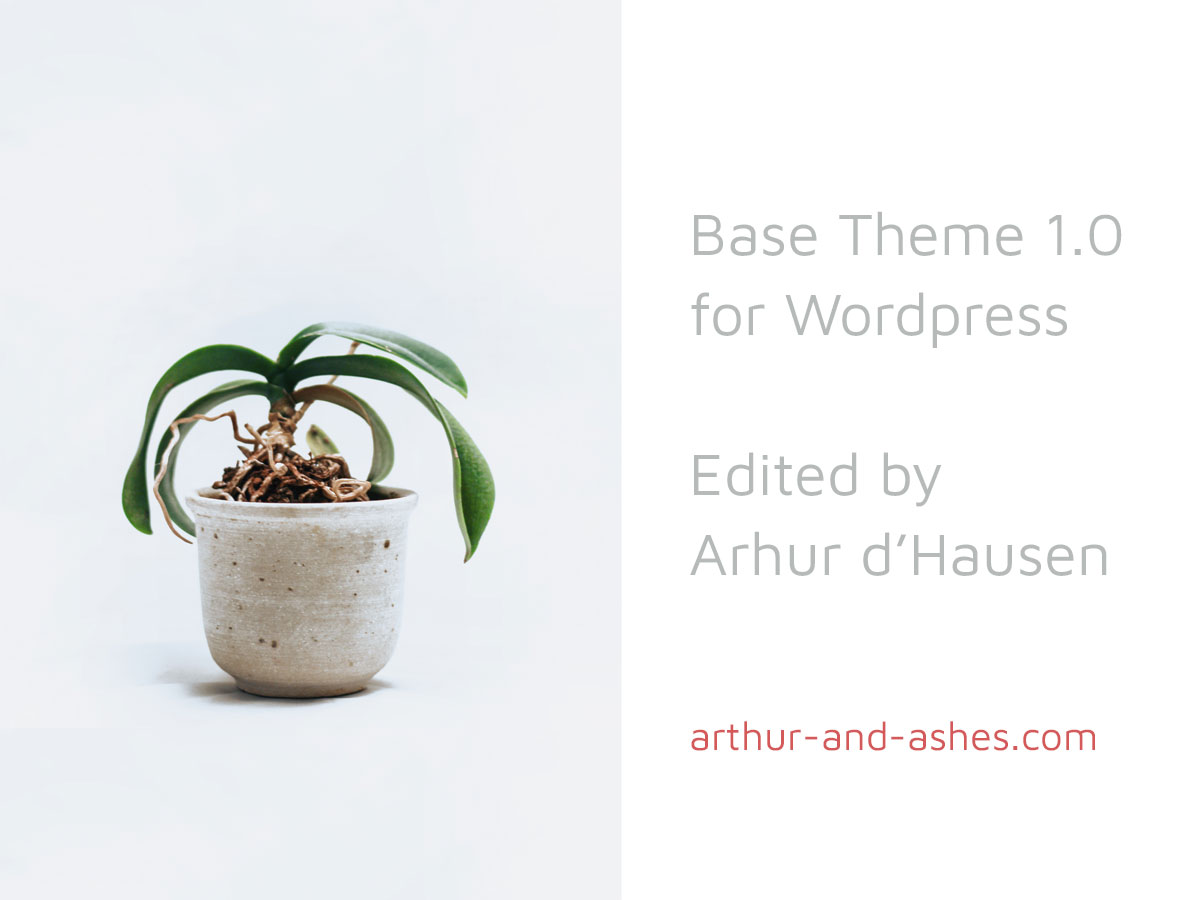 Base Theme 1.0
for Wordpress
Edited by
Arhur d’Hausen
arthur-and-ashes.com